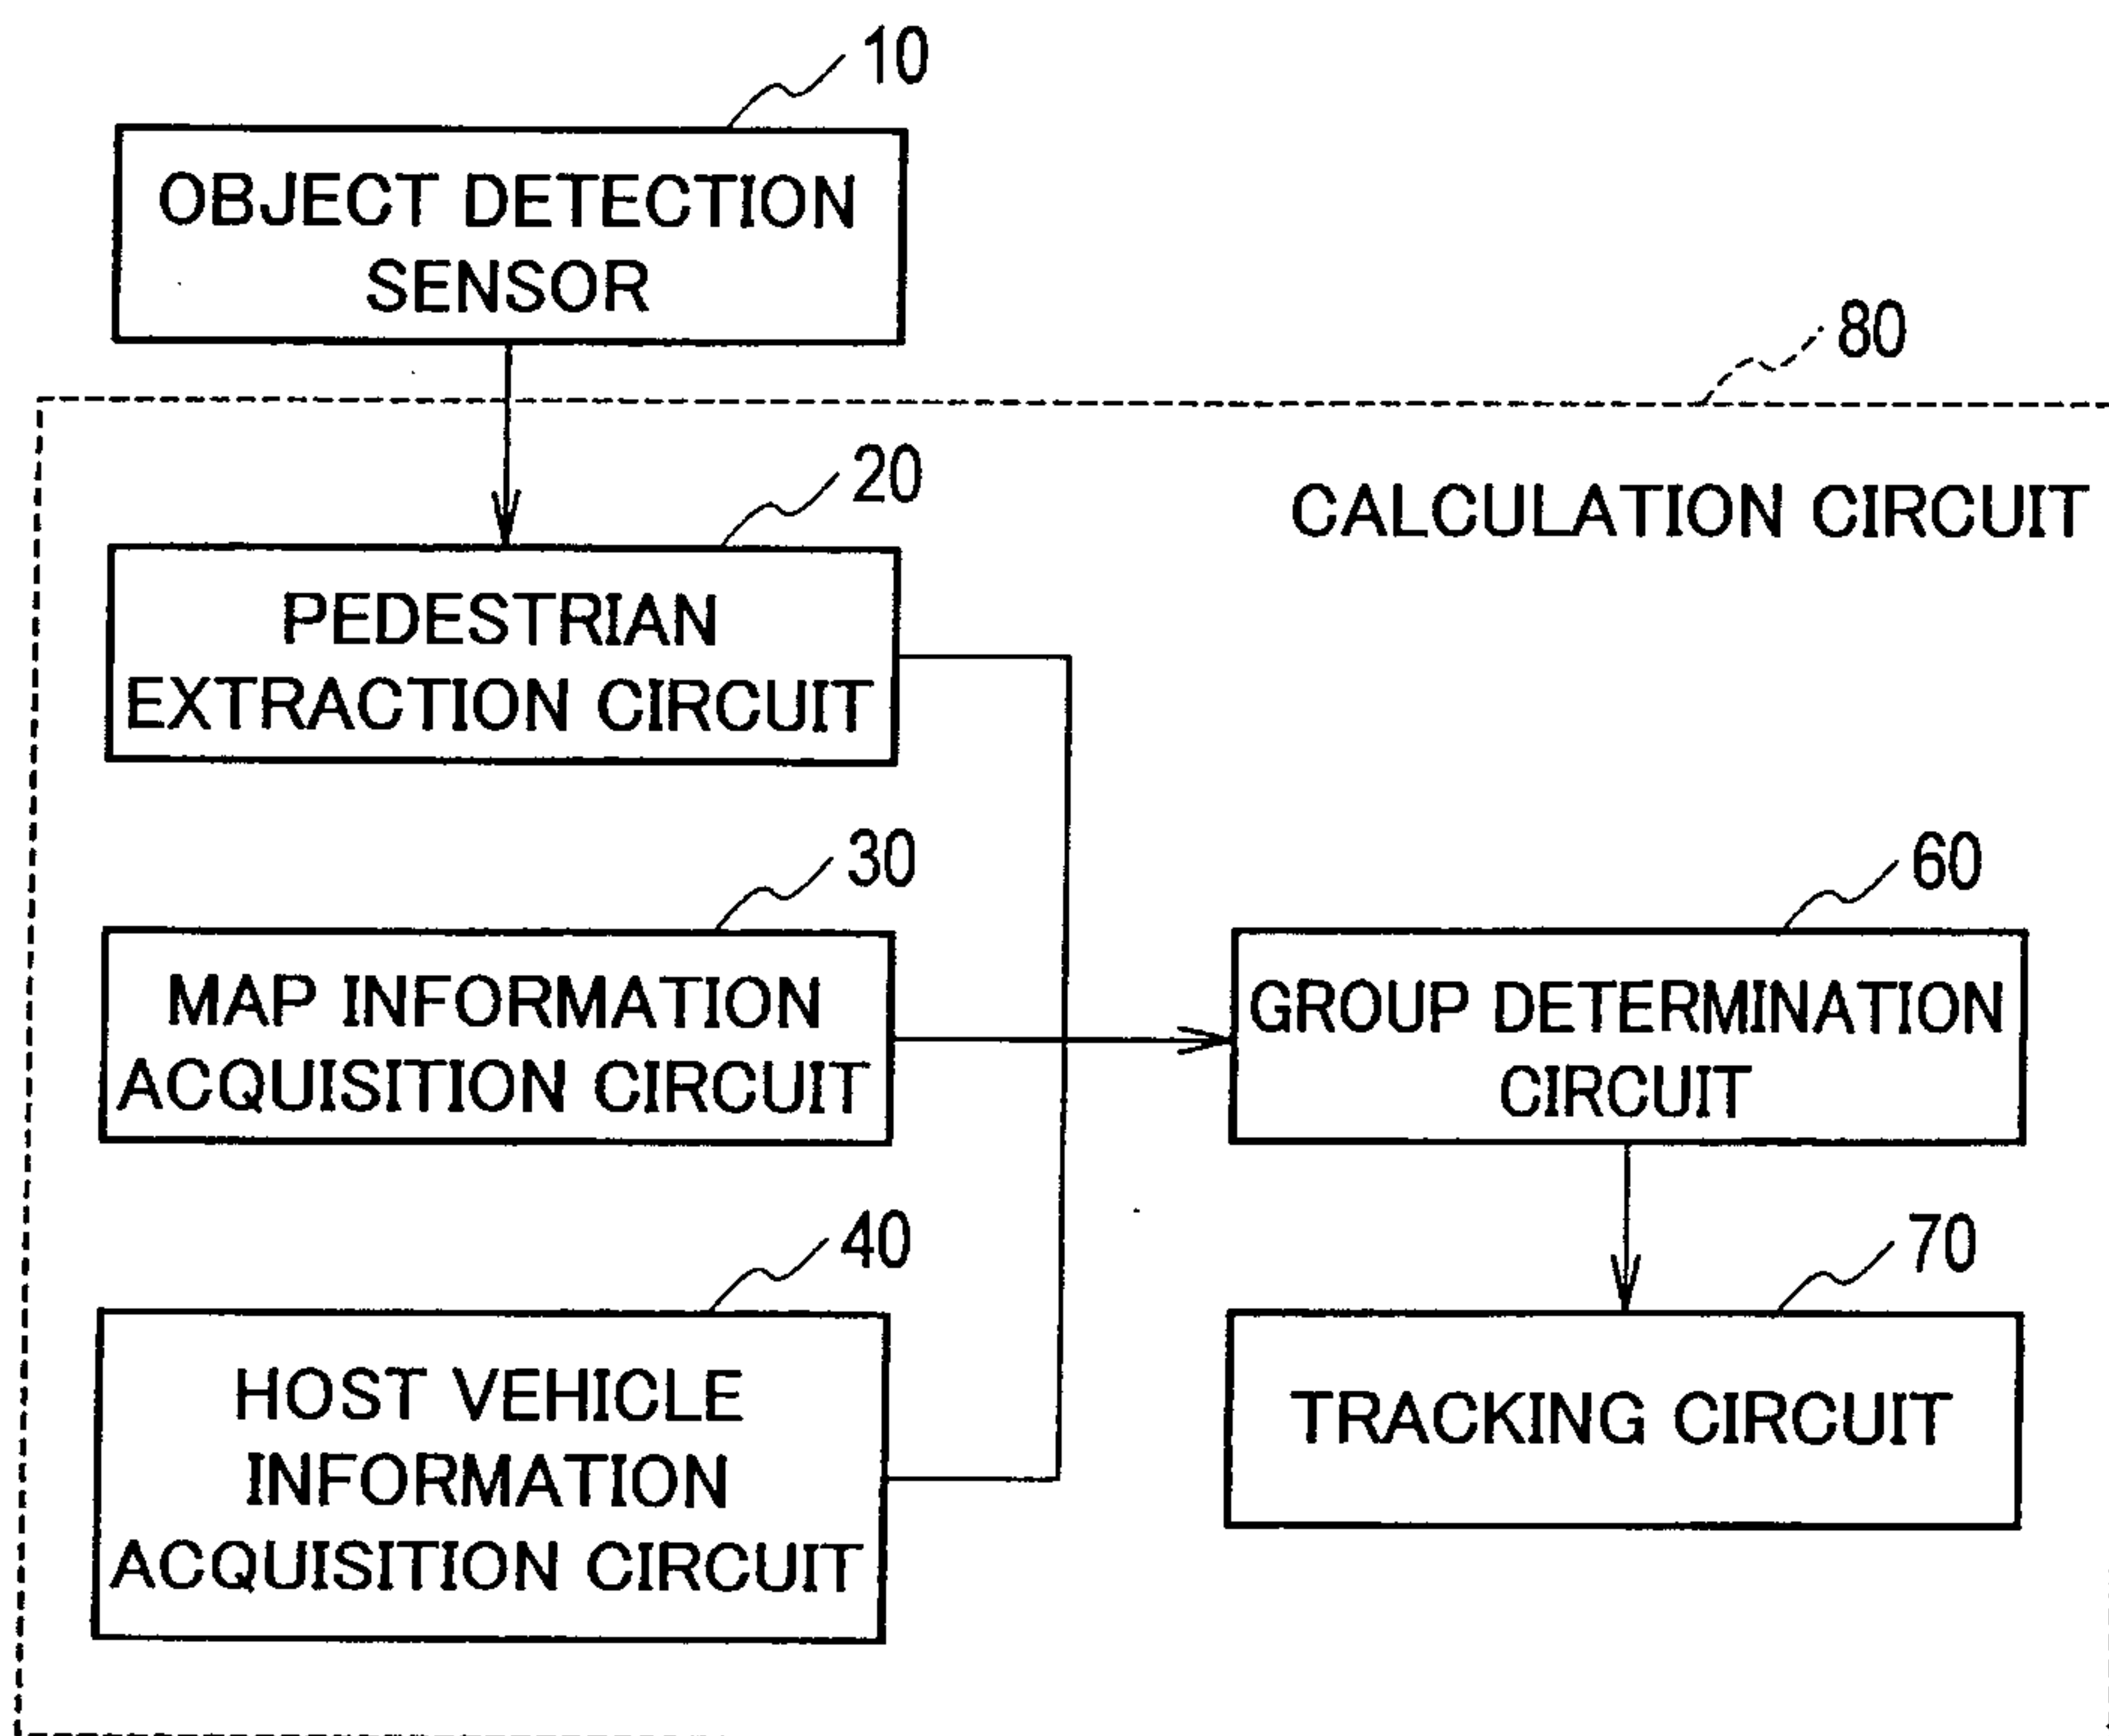 10
OBJECT DETECTION
SENSOR
80
CALCULATION CIRCUIT
20
PEDESTRIAN
EXTRACTION CIRCUIT
30
MAP INFORMATION
ACQUISITION CIRCUIT
60
GROUP DETERMINATION
CIRCUIT
40
HOST VEHICLE
INFORMATION
ACQUISITION CIRCUIT
70
TRACKING CIRCUIT